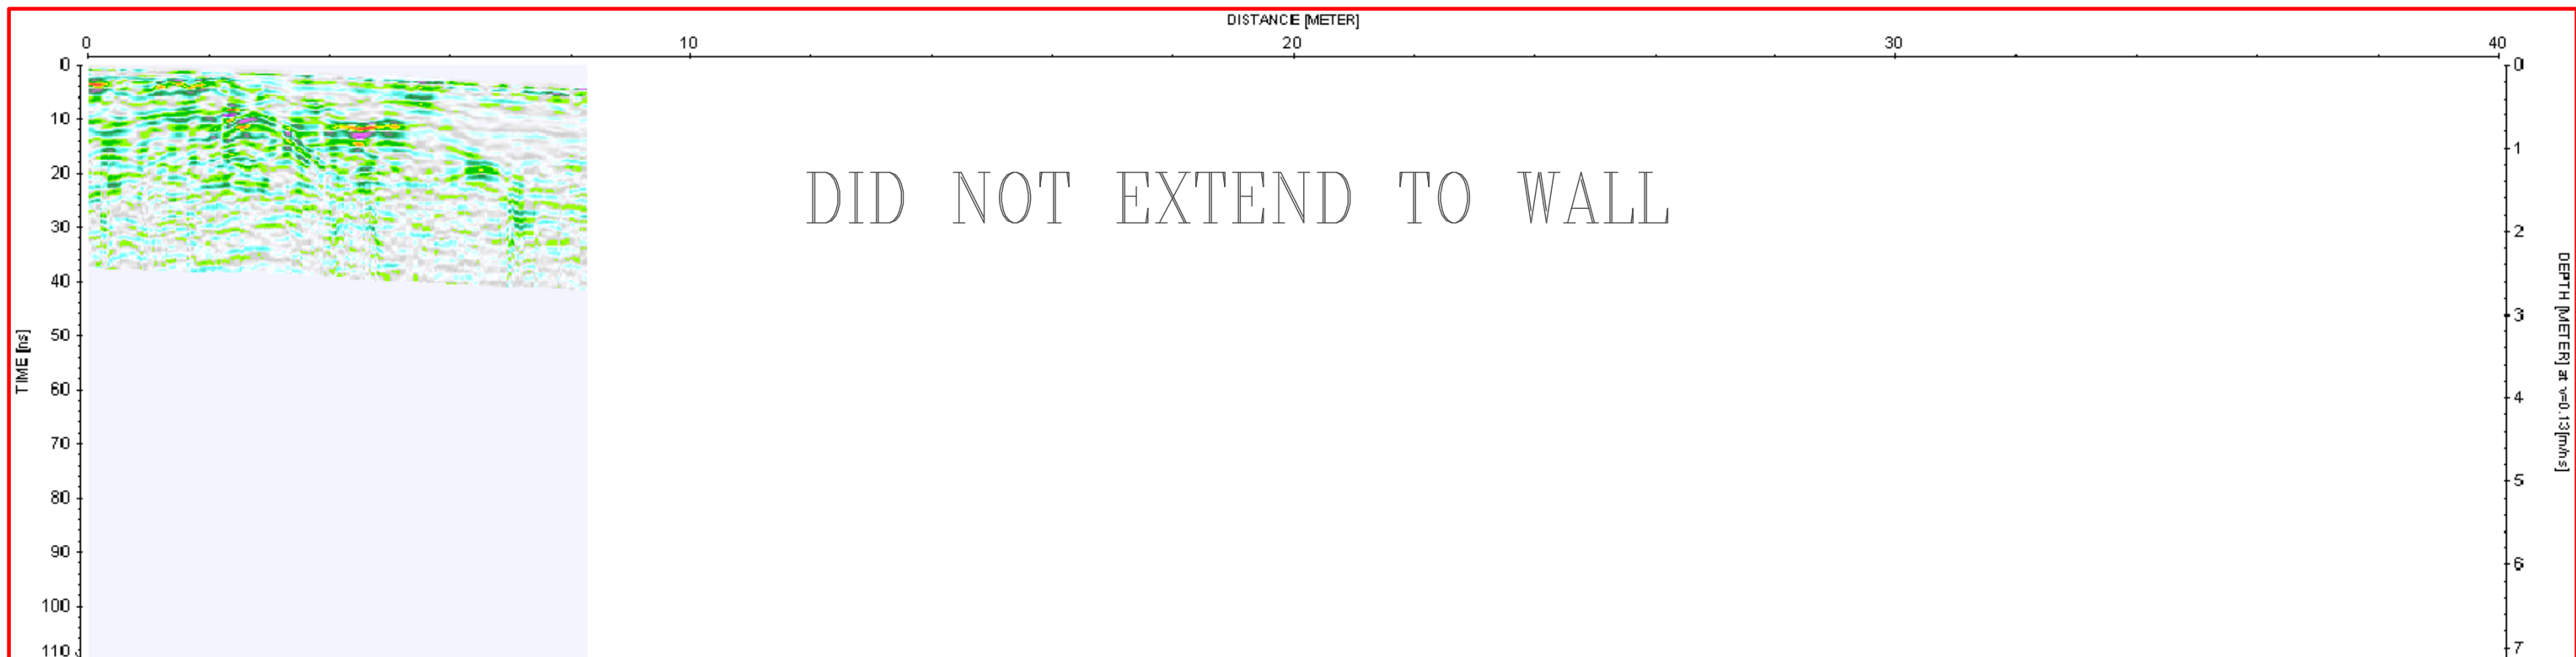 DISTANCE [METER]
0 10 20 30 40
0 0
10
1
20
DID NOT EXTEND TO WALL
30 2
40
50 3
TIME [ns]
DEPTH [METER] at v=0.13[m/ns]
60 4
70
80 5
90 6
100
110 7